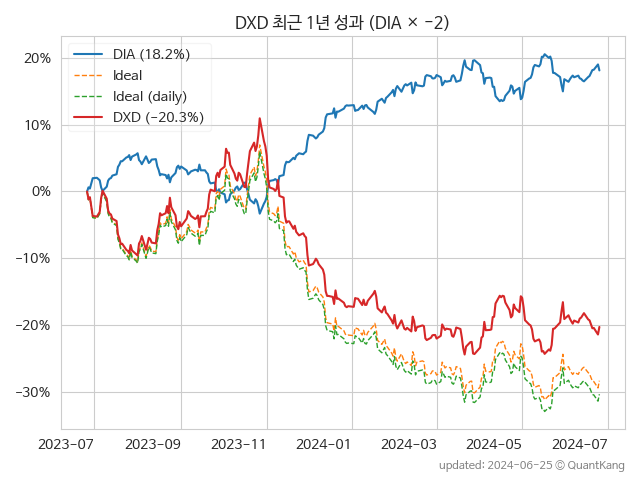 DXD 최근 1년 성과 (DIA × −2)
DIA (18.2%)
Ideal
Ideal (daily)
DXD (−20.3%)
20%
10%
0%
−10%
−20%
−30%
2023-07 2023-09 2023-11 2024-01 2024-03 2024-05 2024-07
updated: 2024-06-25 © QuantKang